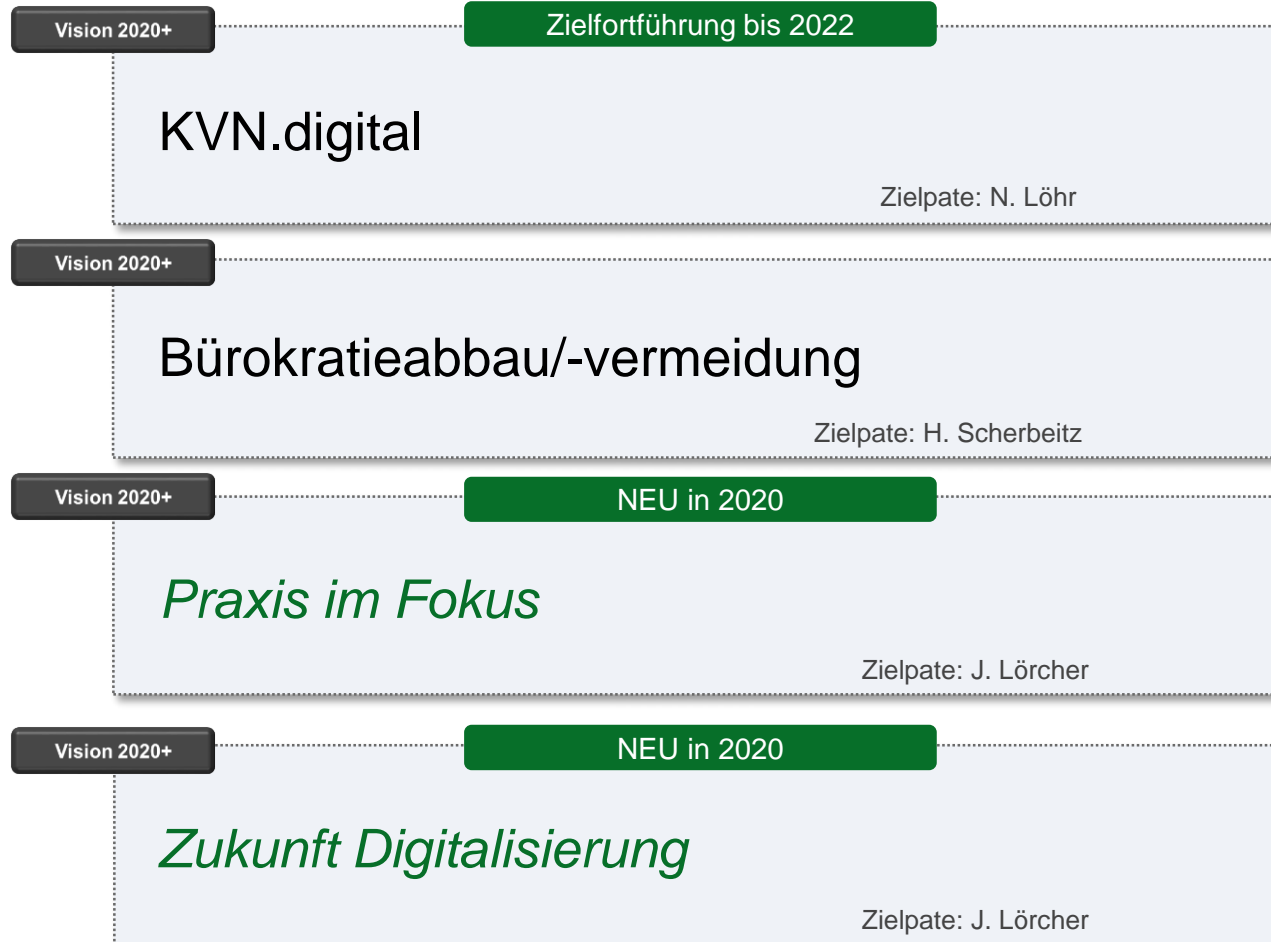 Vision 2020+
Zielfortführung bis 2022
KVN.digital
Zielpate: N. Löhr
Vision 2020+
Bürokratieabbau/-vermeidung
Zielpate: H. Scherbeitz
Vision 2020+
NEU in 2020
Praxis im Fokus
Zielpate: J. Lörcher
Vision 2020+
NEU in 2020
Zukunft Digitalisierung
Zielpate: J. Lörcher